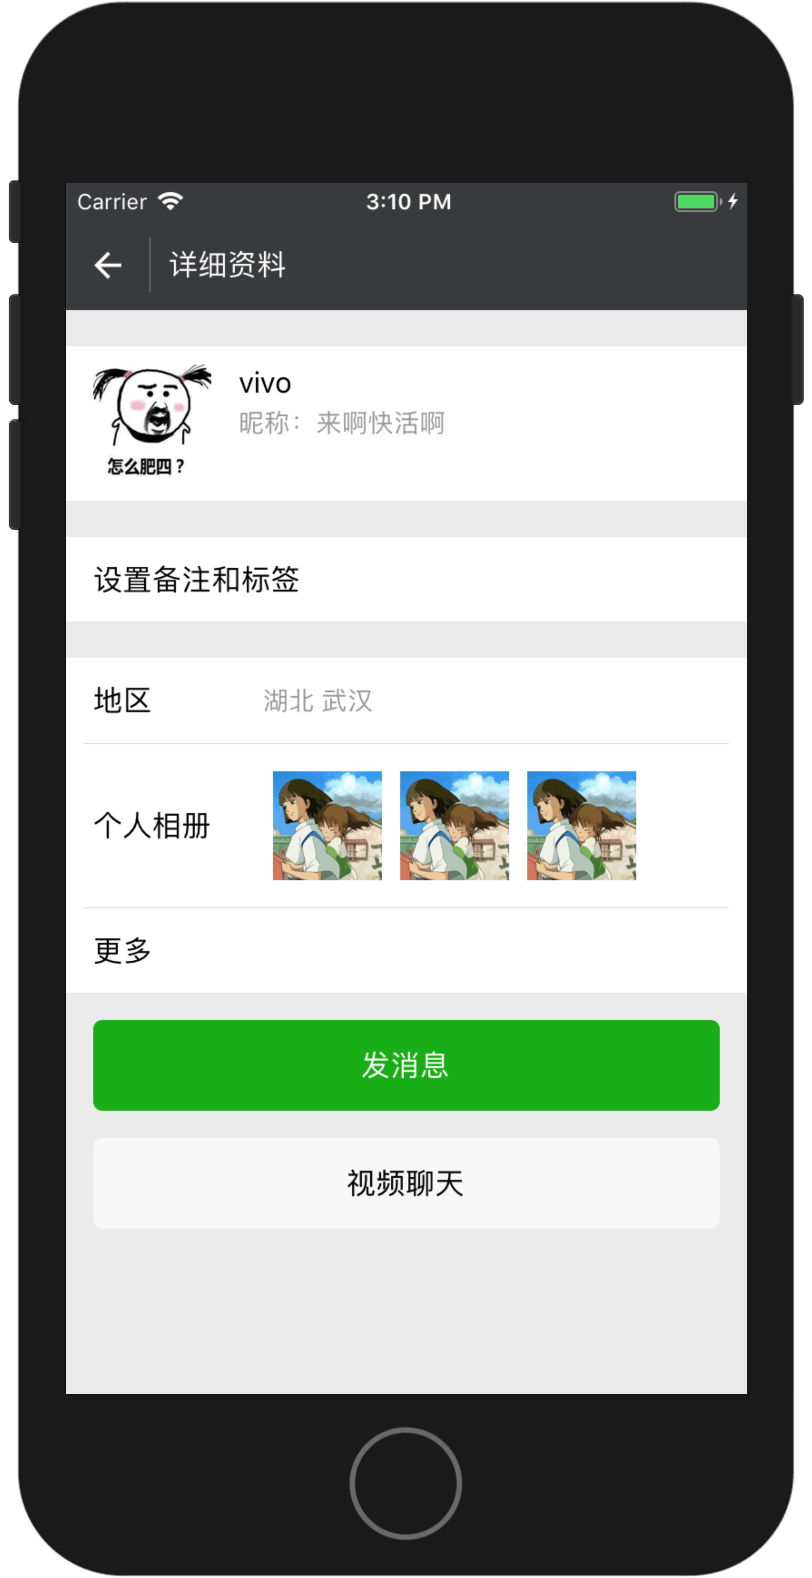 Carrier 3:10 PM
详细资料
vivo
昵称：来啊快活啊
怎么肥四？
设置备注和标签
地区 湖北 武汉
个人相册
更多
发消息
视频聊天